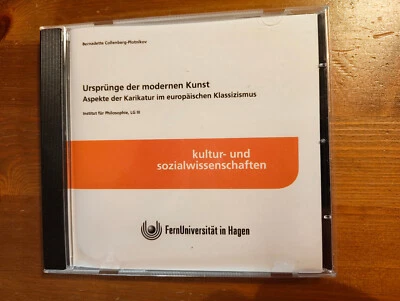 Bernadette Collenberg-Plotnikov
Ursprünge der modernen Kunst
Aspekte der Karikatur im europäischen Klassizismus
Institut für Philosophie, LG III
kultur- und
sozialwissenschaften
FernUniversität in Hagen